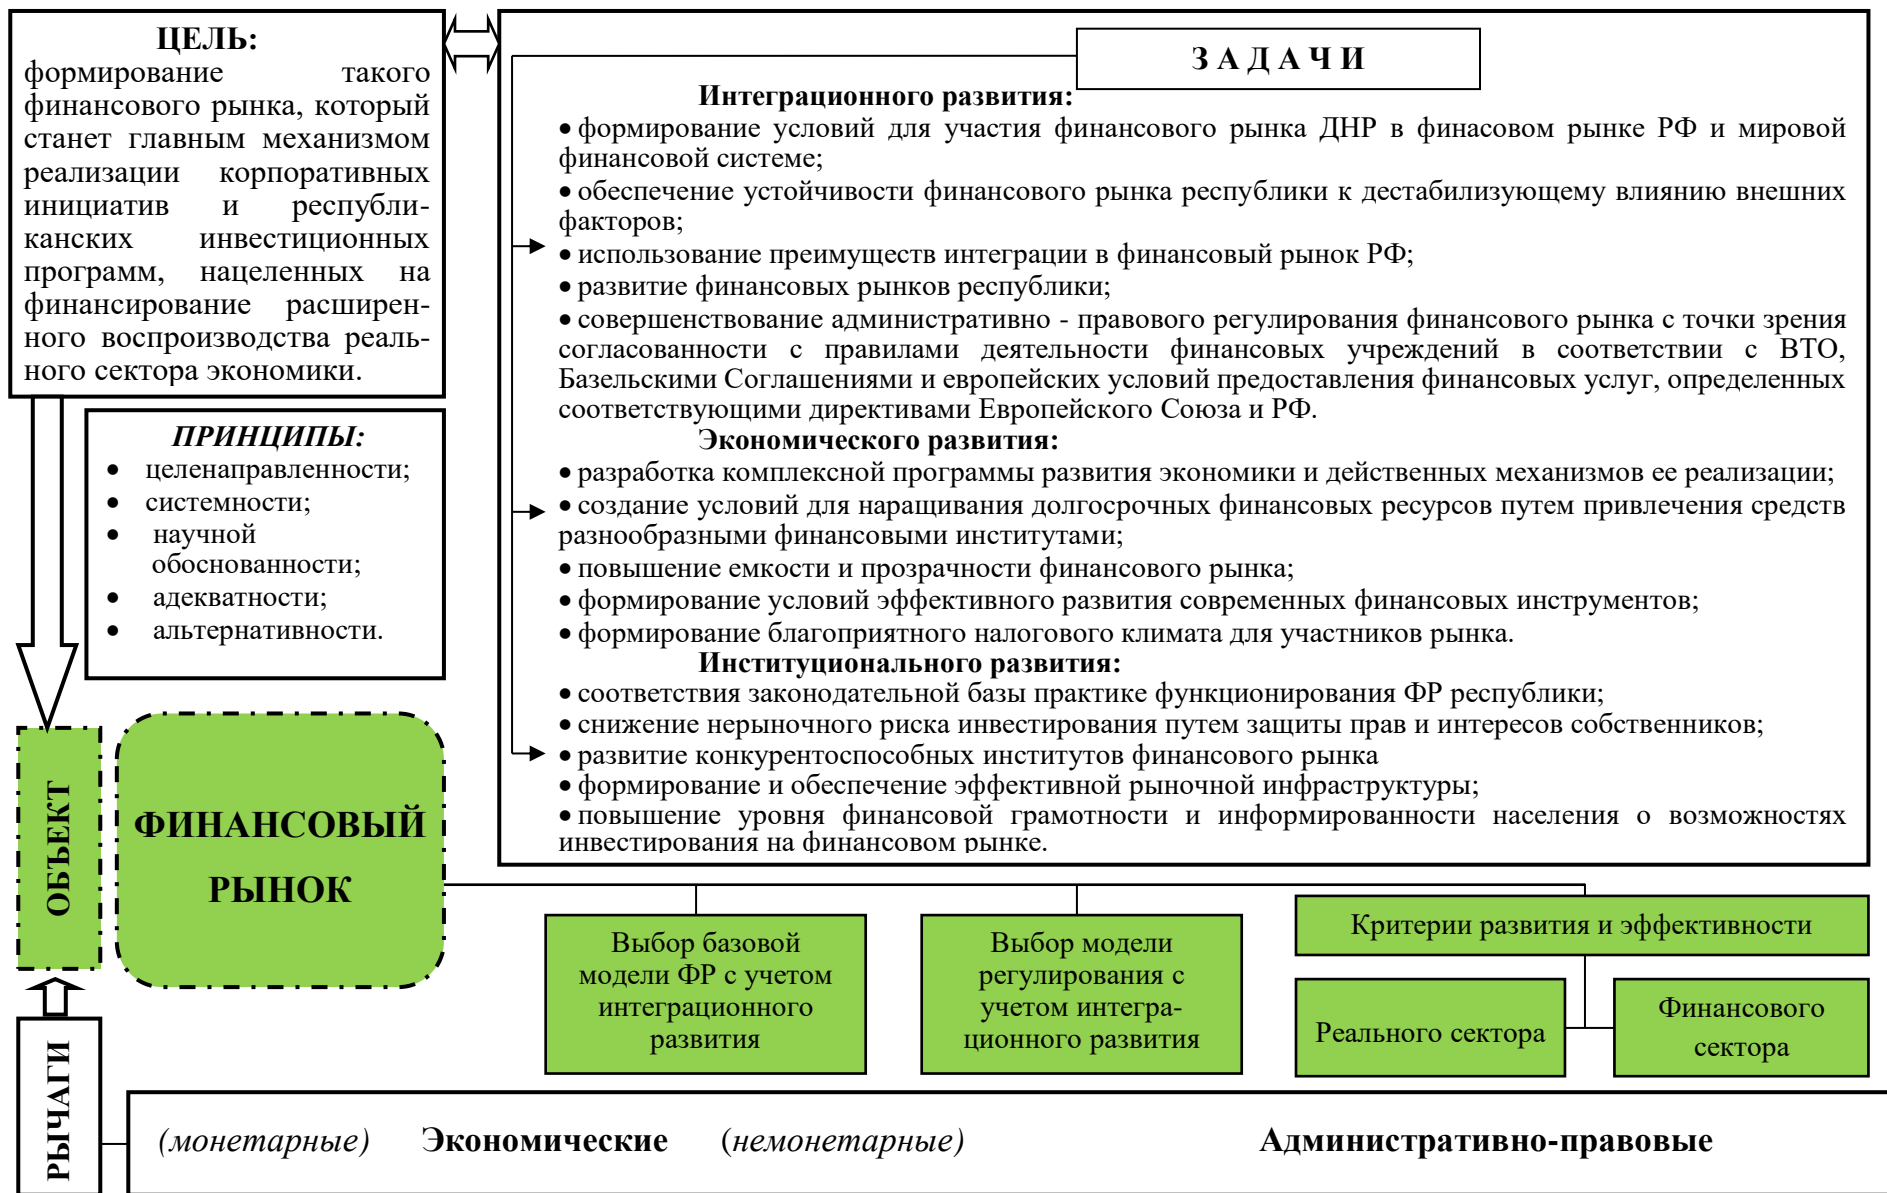 ЦЕЛЬ:
формирование такого
финансового рынка, который
станет главным механизмом
реализации корпоративных
инициатив и республи-
канских инвестиционных
программ, нацеленных на
финансирование расширен-
ного воспроизводства реаль-
ного сектора экономики.
ПРИНЦИПЫ:
• целенаправленности;
• системности;
• научной
обоснованности;
• адекватности;
• альтернативности.
З А Д А Ч И
Интеграционного развития:
• формирование условий для участия финансового рынка ДНР в финасовом рынке РФ и мировой
финансовой системе;
• обеспечение устойчивости финансового рынка республики к дестабилизующему влиянию внешних
факторов;
• использование преимуществ интеграции в финансовый рынок РФ;
• развитие финансовых рынков республики;
• совершенствование административно - правового регулирования финансового рынка с точки зрения
согласованности с правилами деятельности финансовых учреждений в соответствии с ВТО,
Базельскими Соглашениями и европейских условий предоставления финансовых услуг, определенных
соответствующими директивами Европейского Союза и РФ.
Экономического развития:
• разработка комплексной программы развития экономики и действенных механизмов ее реализации;
• создание условий для наращивания долгосрочных финансовых ресурсов путем привлечения средств
разнообразными финансовыми институтами;
• повышение емкости и прозрачности финансового рынка;
• формирование условий эффективного развития современных финансовых инструментов;
• формирование благоприятного налогового климата для участников рынка.
Институционального развития:
• соответствия законодательной базы практике функционирования ФР республики;
• снижение нерыночного риска инвестирования путем защиты прав и интересов собственников;
• развитие конкурентоспособных институтов финансового рынка
• формирование и обеспечение эффективной рыночной инфраструктуры;
• повышение уровня финансовой грамотности и информированности населения о возможностях
инвестирования на финансовом рынке.
ОБЪЕКТ
ФИНАНСОВЫЙ
РЫНОК
Выбор базовой
модели ФР с учетом
интеграционного
развития
Выбор модели
регулирования с
учетом интегра-
ционного развития
Критерии развития и эффективности
Реального сектора
Финансового
сектора
РЫЧАГИ
(монетарные) Экономические (немонетарные) Административно-правовые